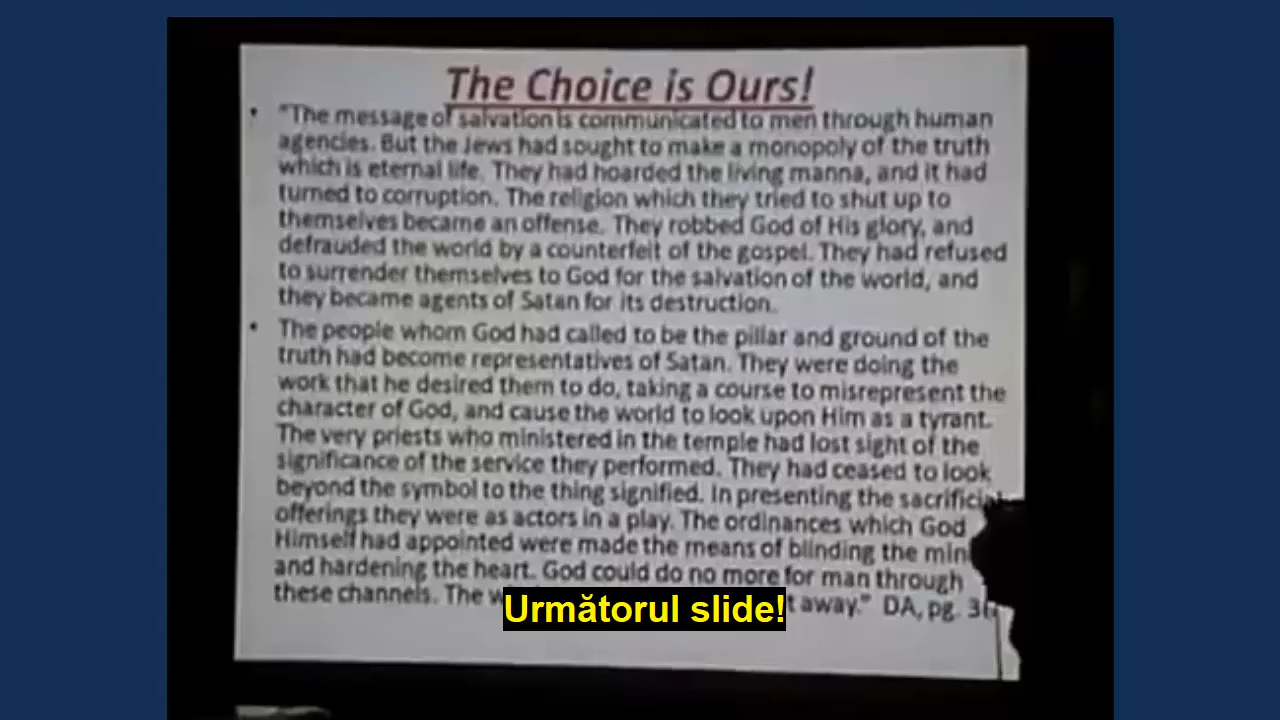 The Choice is Ours!
• "The message of salvation is communicated to men through human
agencies. But the Jews had sought to make a monopoly of the truth
which is eternal life. They had hoarded the living manna, and it had
turned to corruption. The religion which they tried to shut up to
themselves became an offense. They robbed God of His glory, and
defrauded the world by a counterfeit of the gospel. They had refused
to surrender themselves to God for the salvation of the world, and
they became agents of Satan for its destruction.
• The people whom God had called to be the pillar and ground of the
truth had become representatives of Satan. They were doing the
work that he desired them to do, taking a course to misrepresent the
character of God, and cause the world to look upon Him as a tyrant.
The very priests who ministered in the temple had lost sight of the
significance of the service they performed. They had ceased to look
beyond the symbol to the thing signified. In presenting the sacrificial
offerings they were as actors in a play. The ordinances which God
Himself had appointed were made the means of blinding the
and hardening the heart. God could do no more for man through
these channels. The away." DA, pg.
Următorul slide!